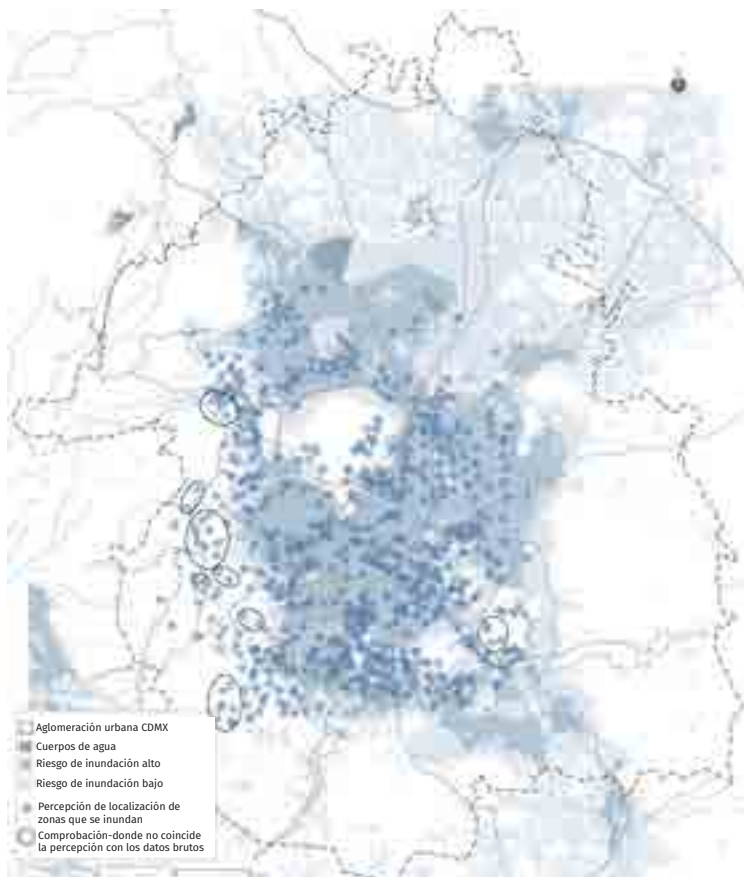 Aglomeración urbana CDMX
Cuerpos de agua
Riesgo de inundación alto
Riesgo de inundación bajo
Percepción de localización de
zonas que se inundan
Comprobación-donde no coincide
la percepción con los datos brutos